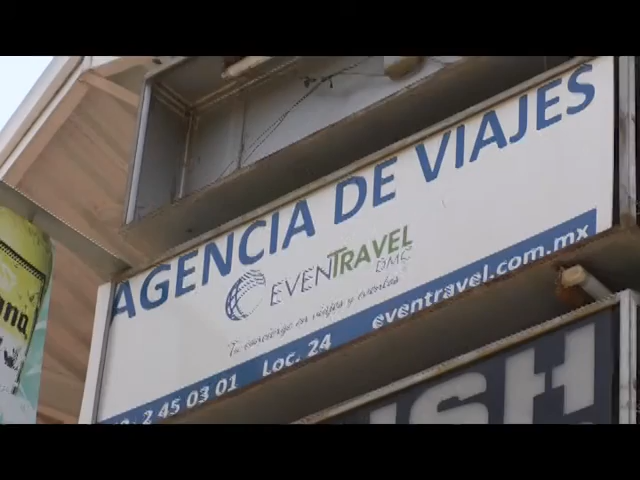 AGENCIA DE VIAJES
EVENTRAVEL
DMC
Tu concierge en viajes y eventos
2 45 03 01 LOC. 24 eventravel.com.mx
SH